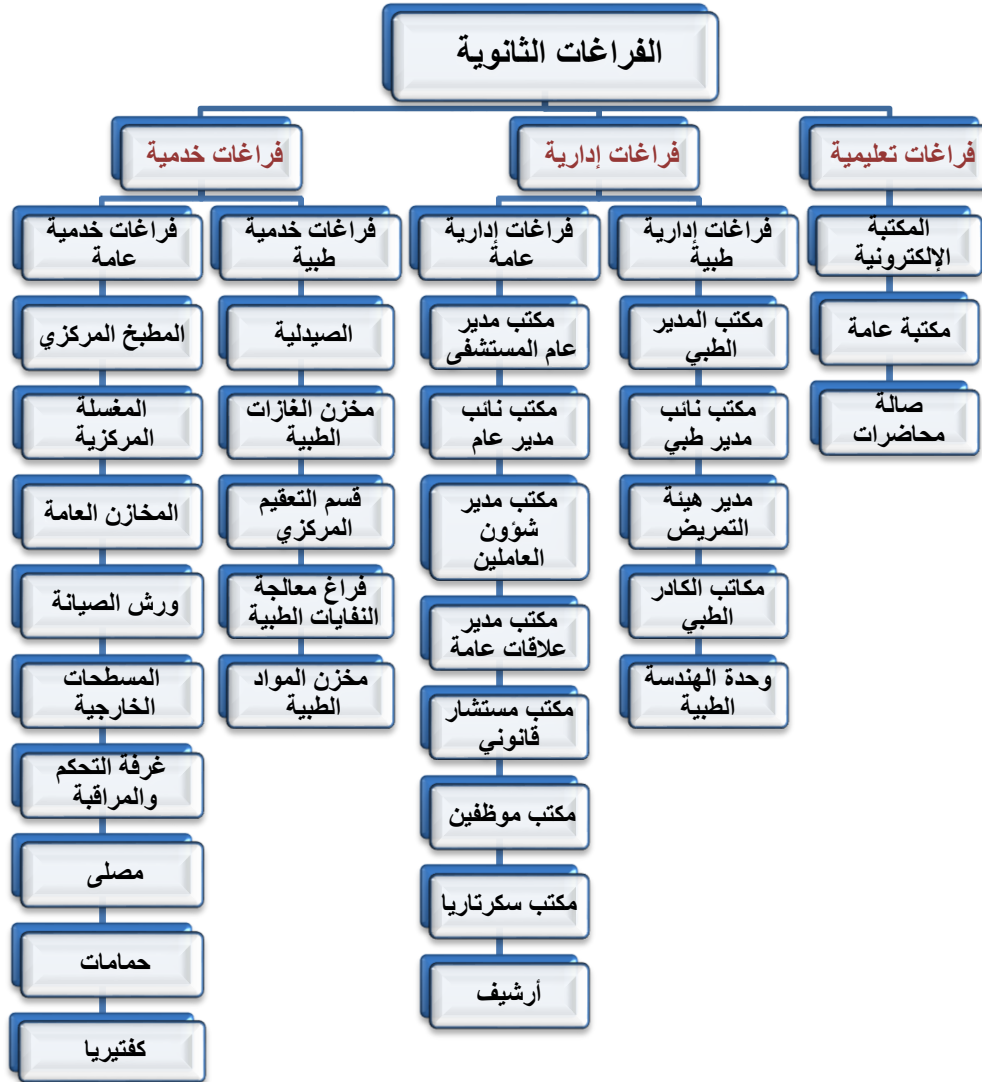 الفراغات الثانوية
فراغات تعليمية
المكتبة
الإلكترونية
مكتبة عامة
صالة
محاضرات
فراغات إدارية
فراغات إدارية
طبية
مكتب المدير
الطبي
مكتب نائب
مدير طبي
مدير هيئة
التمريض
مكاتب الكادر
الطبي
وحدة الهندسة
الطبية
فراغات إدارية
عامة
مكتب مدير
عام المستشفى
مكتب نائب
مدير عام
مكتب مدير
شؤون
العاملين
مكتب مدير
علاقات عامة
مكتب مستشار
قانوني
مكتب موظفين
مكتب سكرتاريا
أرشيف
فراغات خدمية
فراغات خدمية
طبية
الصيدلية
مخزن الغازات
الطبية
قسم التعقيم
المركزي
فراغ معالجة
النفايات الطبية
مخزن المواد
الطبية
فراغات خدمية
عامة
المطبخ المركزي
المغسلة
المركزية
المخازن العامة
ورش الصيانة
المسطحات
الخارجية
غرفة التحكم
والمراقبة
مصلى
حمامات
كفتيريا